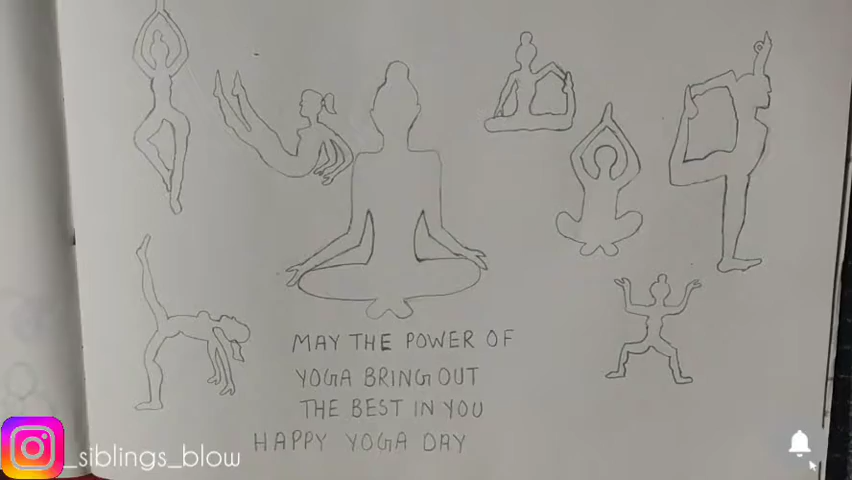 MAY THE POWER OF
YOGA BRING OUT
THE BEST IN YOU
HAPPY YOGA DAY
_siblings_blow